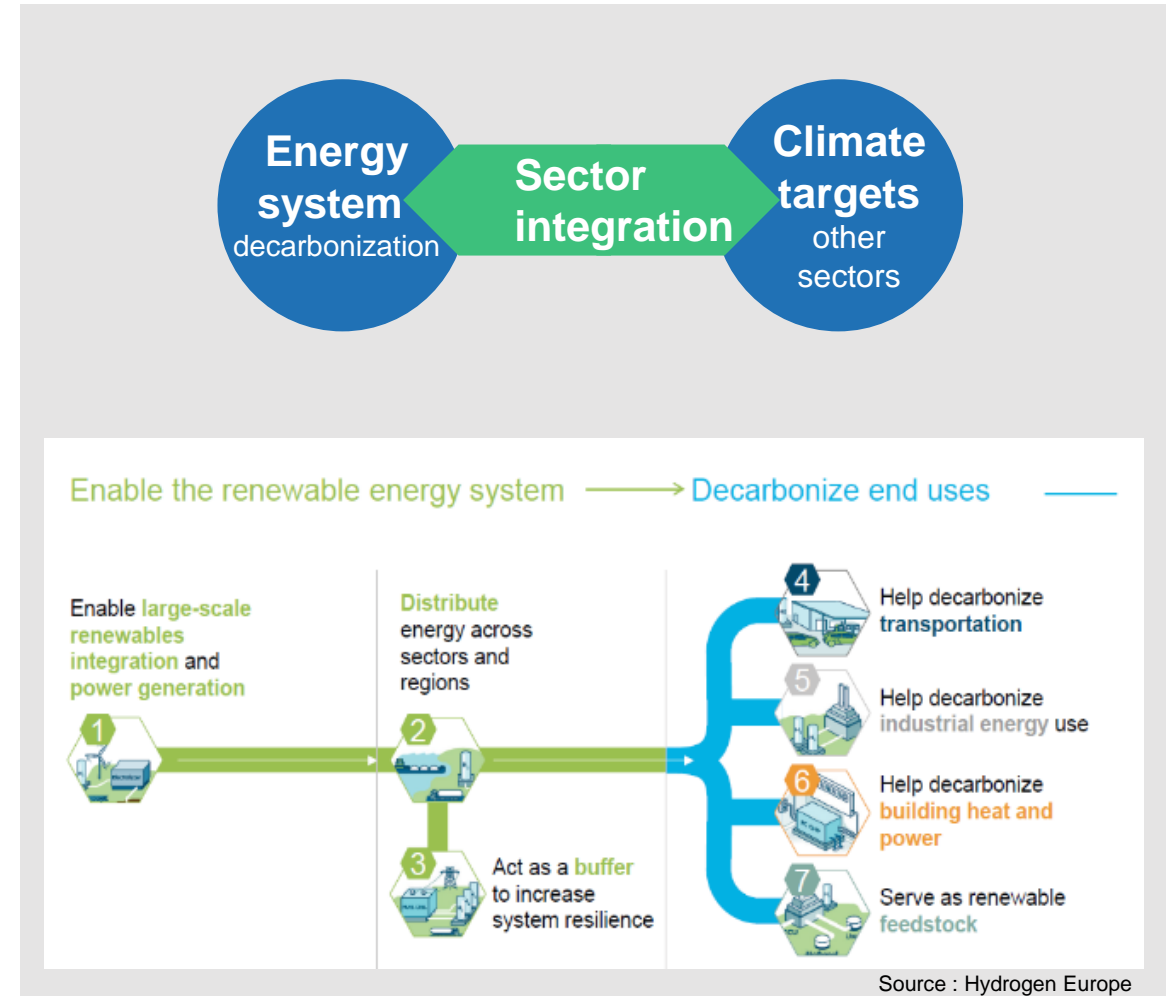 Energy
system
decarbonization
Sector
integration
Climate
targets
other
sectors
Enable the renewable energy system
Decarbonize end uses
Enable large-scale
renewables
integration and
power generation
1
Distribute
energy across
sectors and
regions
2
3
Act as a buffer
to increase
system resilience
4
Help decarbonize
transportation
5
Help decarbonize
industrial energy use
6
Help decarbonize
building heat and
power
7
Serve as renewable
feedstock
Source : Hydrogen Europe